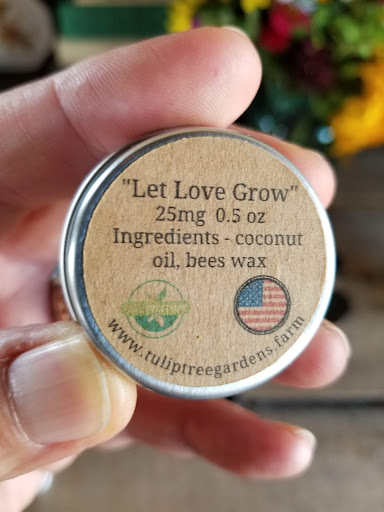 "Let Love Grow"
25mg 0.5 oz
Ingredients - coconut
oil, bees wax
www.tuliptreegardens.farm